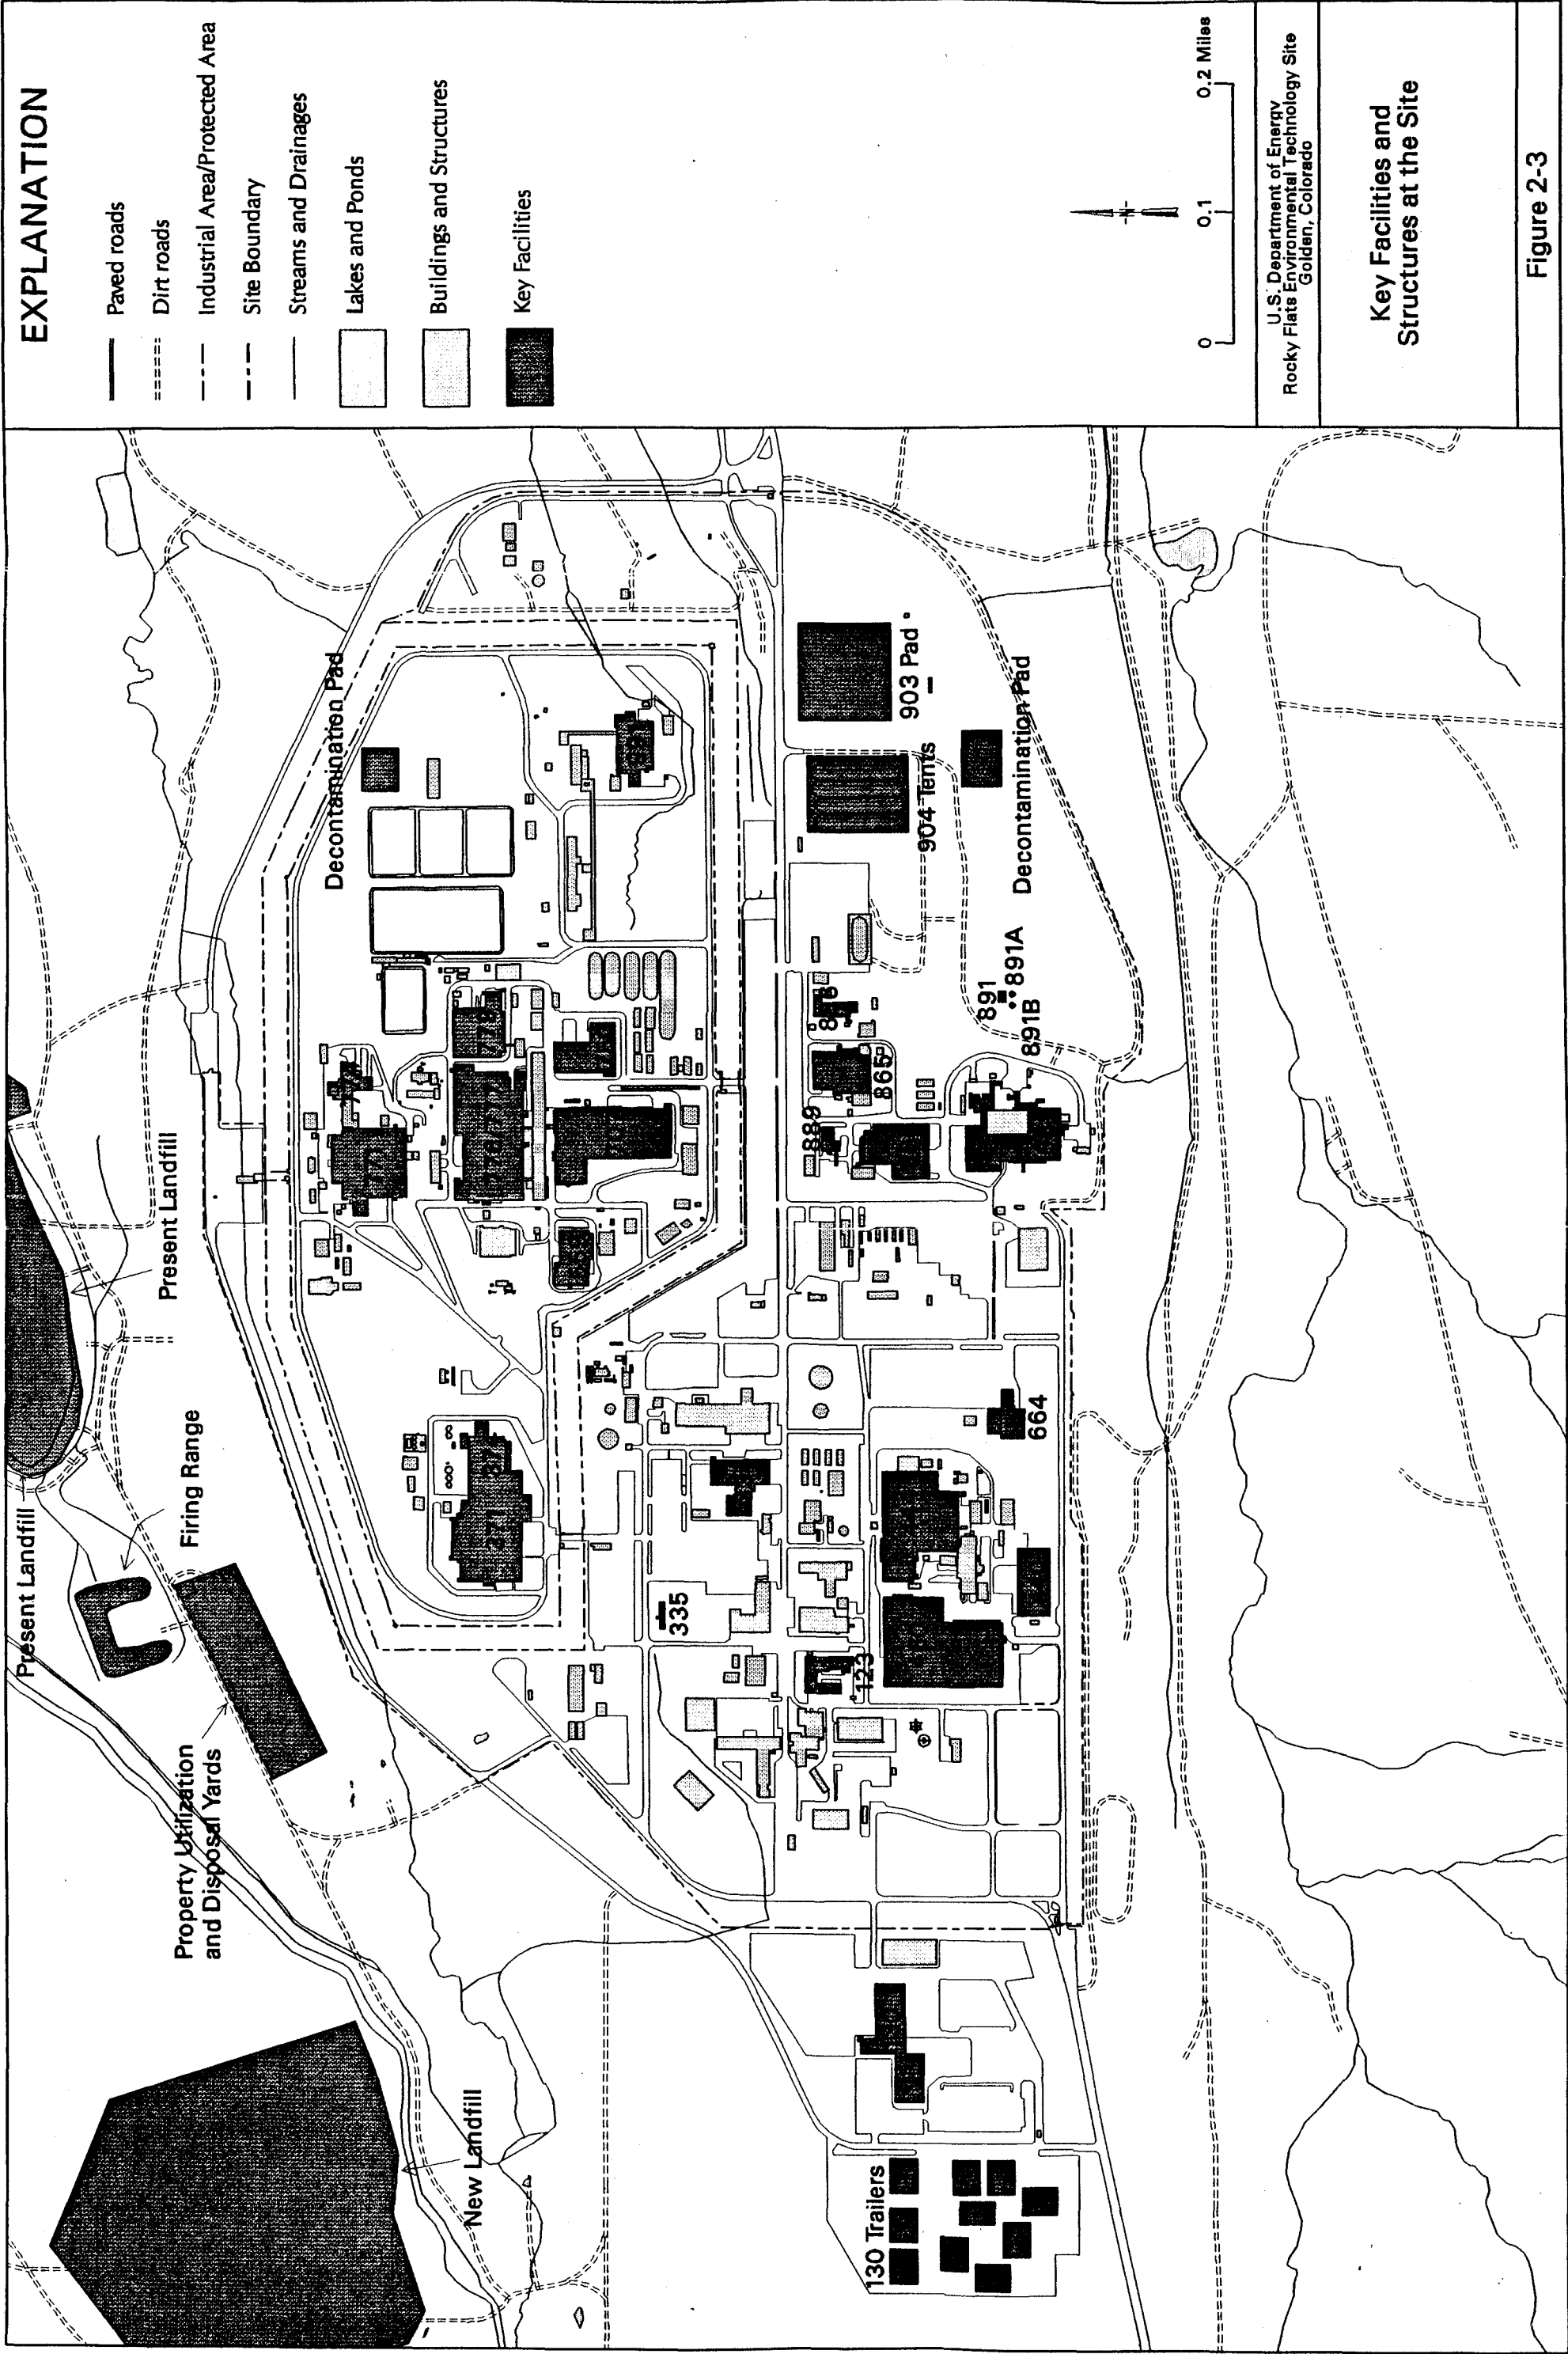 EXPLANATION
Paved roads
Dirt roads
Industrial Area/Protected Area
Site Boundary
Streams and Drainages
Lakes and Ponds
Buildings and Structures
Key Facilities
N
0
0.1
0.2 Miles
U.S. Department of Energy
Rocky Flats Environmental Technology Site
Golden, Colorado
Key Facilities and
Structures at the Site
Figure 2-3
Present Landfill
Present Landfill
Firing Range
Property Utilization
and Disposal Yards
New Landfill
Decontamination Pad
771
779
776/777
371
335
123
130 Trailers
664
889
865
891
891A
891B
904 Tents
903 Pad
Decontamination Pad